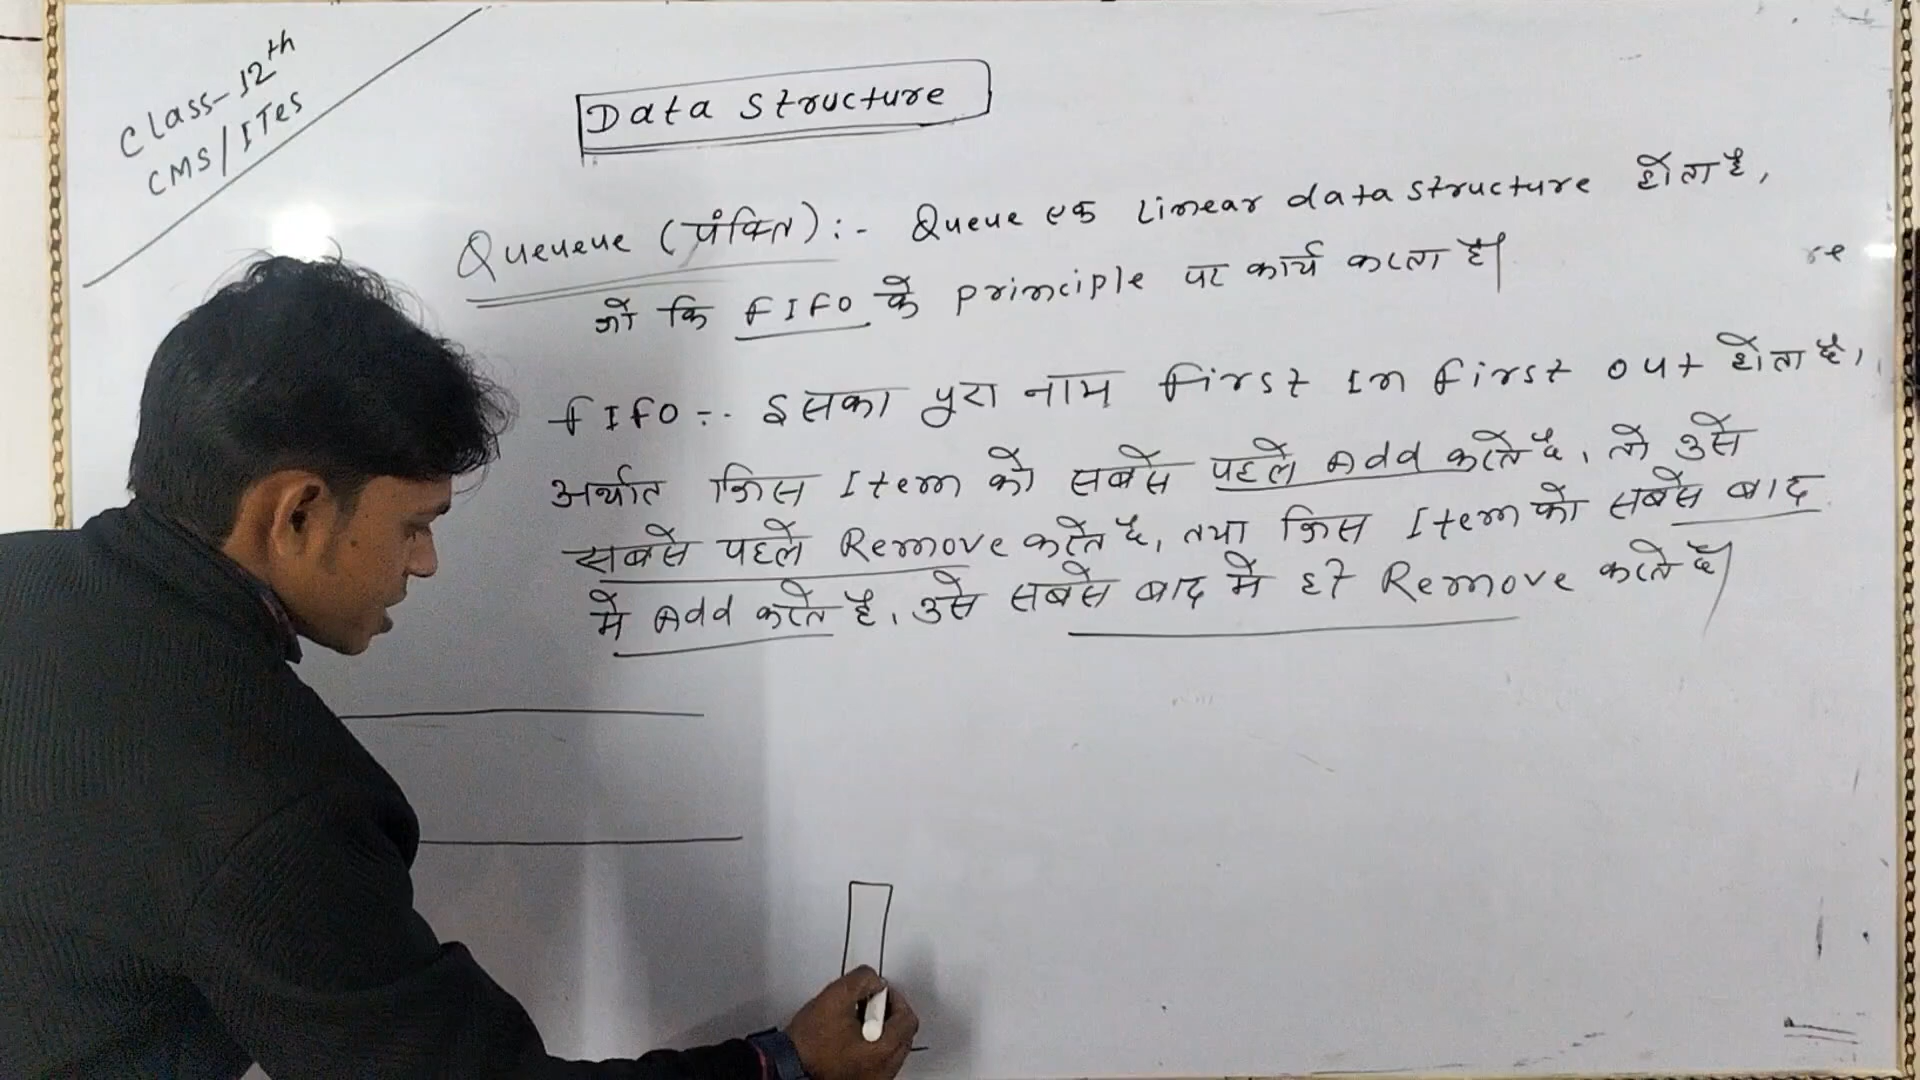 Class-12th
CMS/ITes
Data Structure
Queueue (पंक्ति):- Queue एक Linear data structure होता है,
जो कि FIFO के principle पर कार्य करता है|
re
FIFO:- इसका पुरा नाम First In First Out होता है,
अर्थात जिस Item को सबसे पहले Add करते है, तो उसे
सबसे पहले Remove करते है, तथा जिस Item को सबसे बाद
मे Add करते है, उसे सबसे बाद मे ही Remove करते है|